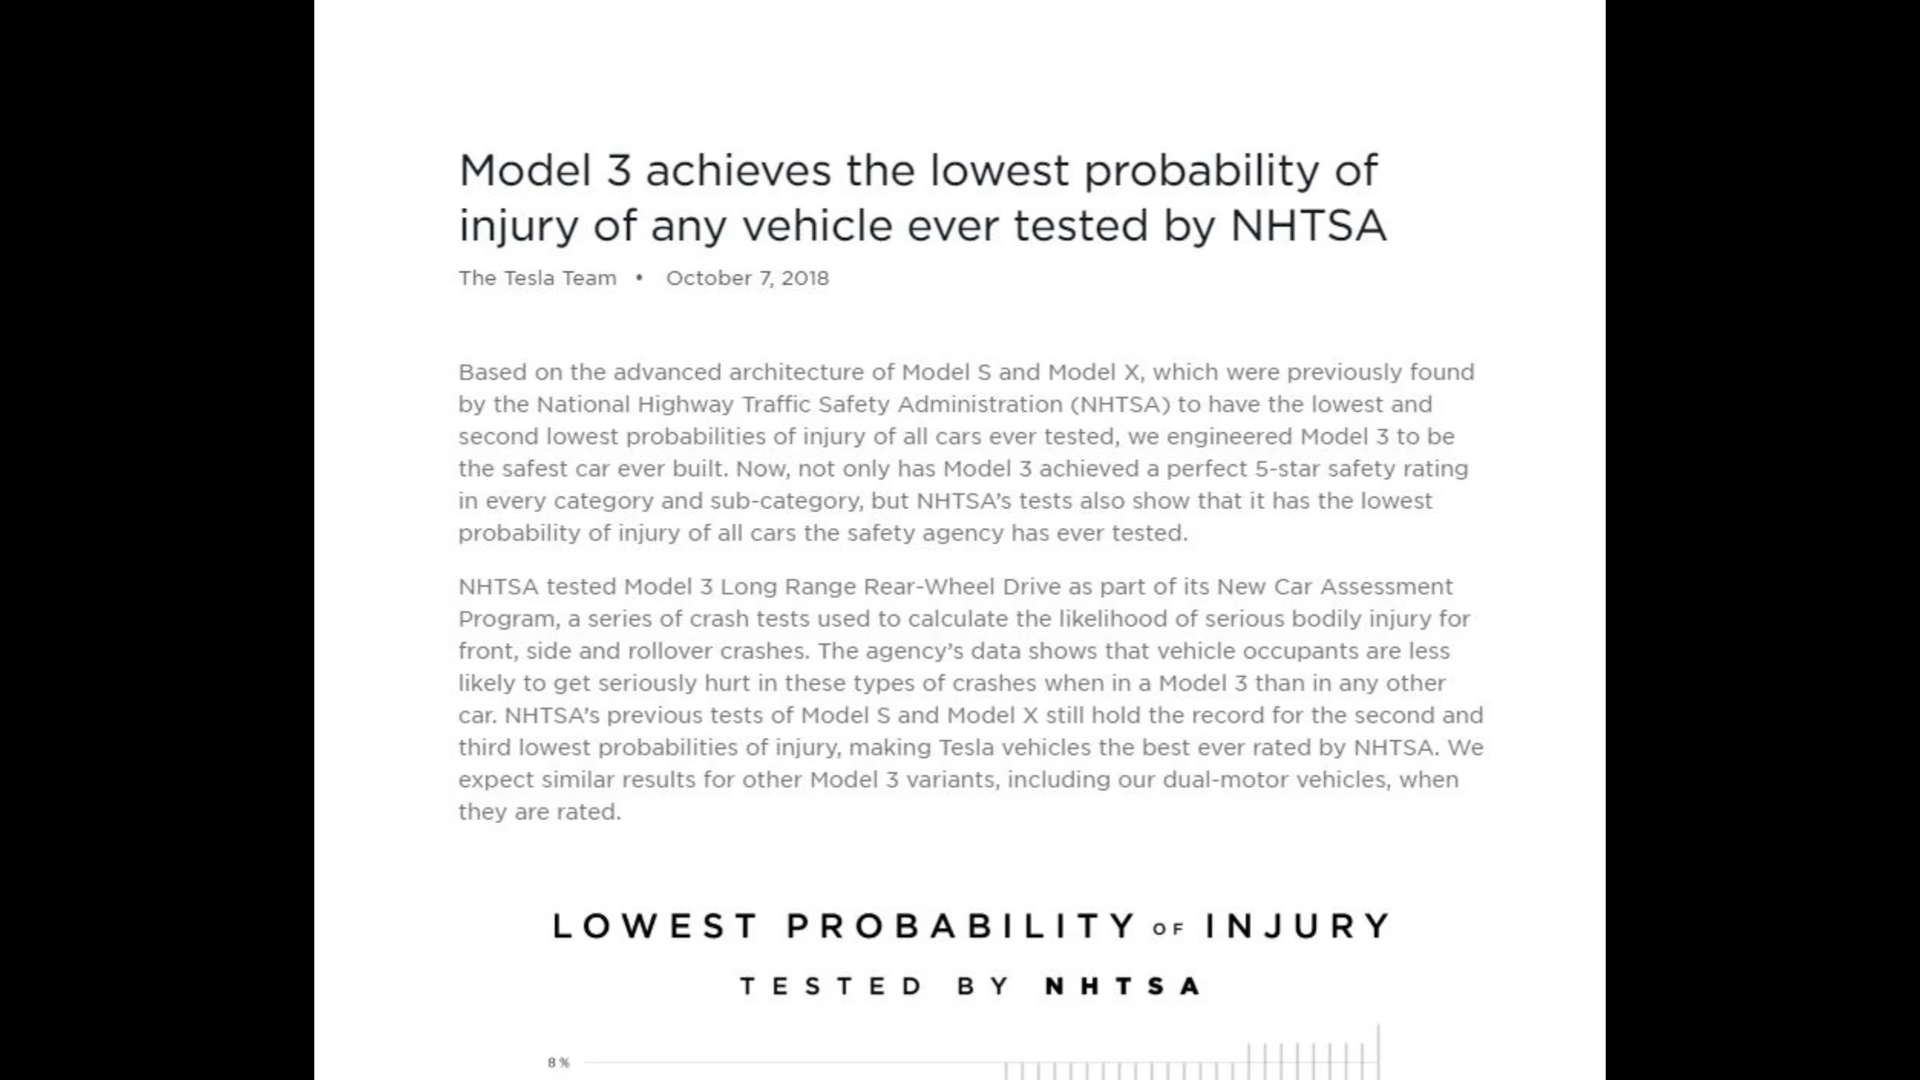 Model 3 achieves the lowest probability of
injury of any vehicle ever tested by NHTSA
The Tesla Team • October 7, 2018
Based on the advanced architecture of Model S and Model X, which were previously found
by the National Highway Traffic Safety Administration (NHTSA) to have the lowest and
second lowest probabilities of injury of all cars ever tested, we engineered Model 3 to be
the safest car ever built. Now, not only has Model 3 achieved a perfect 5-star safety rating
in every category and sub-category, but NHTSA’s tests also show that it has the lowest
probability of injury of all cars the safety agency has ever tested.
NHTSA tested Model 3 Long Range Rear-Wheel Drive as part of its New Car Assessment
Program, a series of crash tests used to calculate the likelihood of serious bodily injury for
front, side and rollover crashes. The agency’s data shows that vehicle occupants are less
likely to get seriously hurt in these types of crashes when in a Model 3 than in any other
car. NHTSA’s previous tests of Model S and Model X still hold the record for the second and
third lowest probabilities of injury, making Tesla vehicles the best ever rated by NHTSA. We
expect similar results for other Model 3 variants, including our dual-motor vehicles, when
they are rated.
LOWEST PROBABILITY OF INJURY
TESTED BY NHTSA
8 %